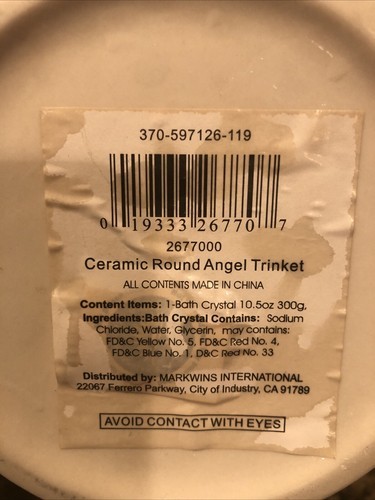 370-597126-119
0 19333 26770 7
2677000
Ceramic Round Angel Trinket
ALL CONTENTS MADE IN CHINA
Content Items: 1-Bath Crystal 10.5oz 300g,
Ingredients:Bath Crystal Contains: Sodium
Chloride, Water, Glycerin, may contains:
FD&C Yellow No. 5, FD&C Red No. 4,
FD&C Blue No. 1, D&C Red No. 33
Distributed by: MARKWINS INTERNATIONAL
22067 Ferrero Parkway, City of Industry, CA 91789
AVOID CONTACT WITH EYES